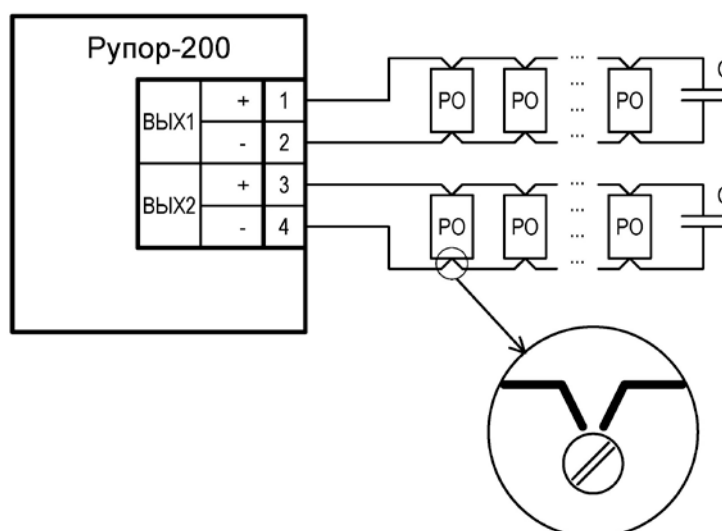 Рупор-200
ВЫХ1 + 1
- 2
ВЫХ2 + 3
- 4
РО РО ... РО
...
РО РО ... РО
...